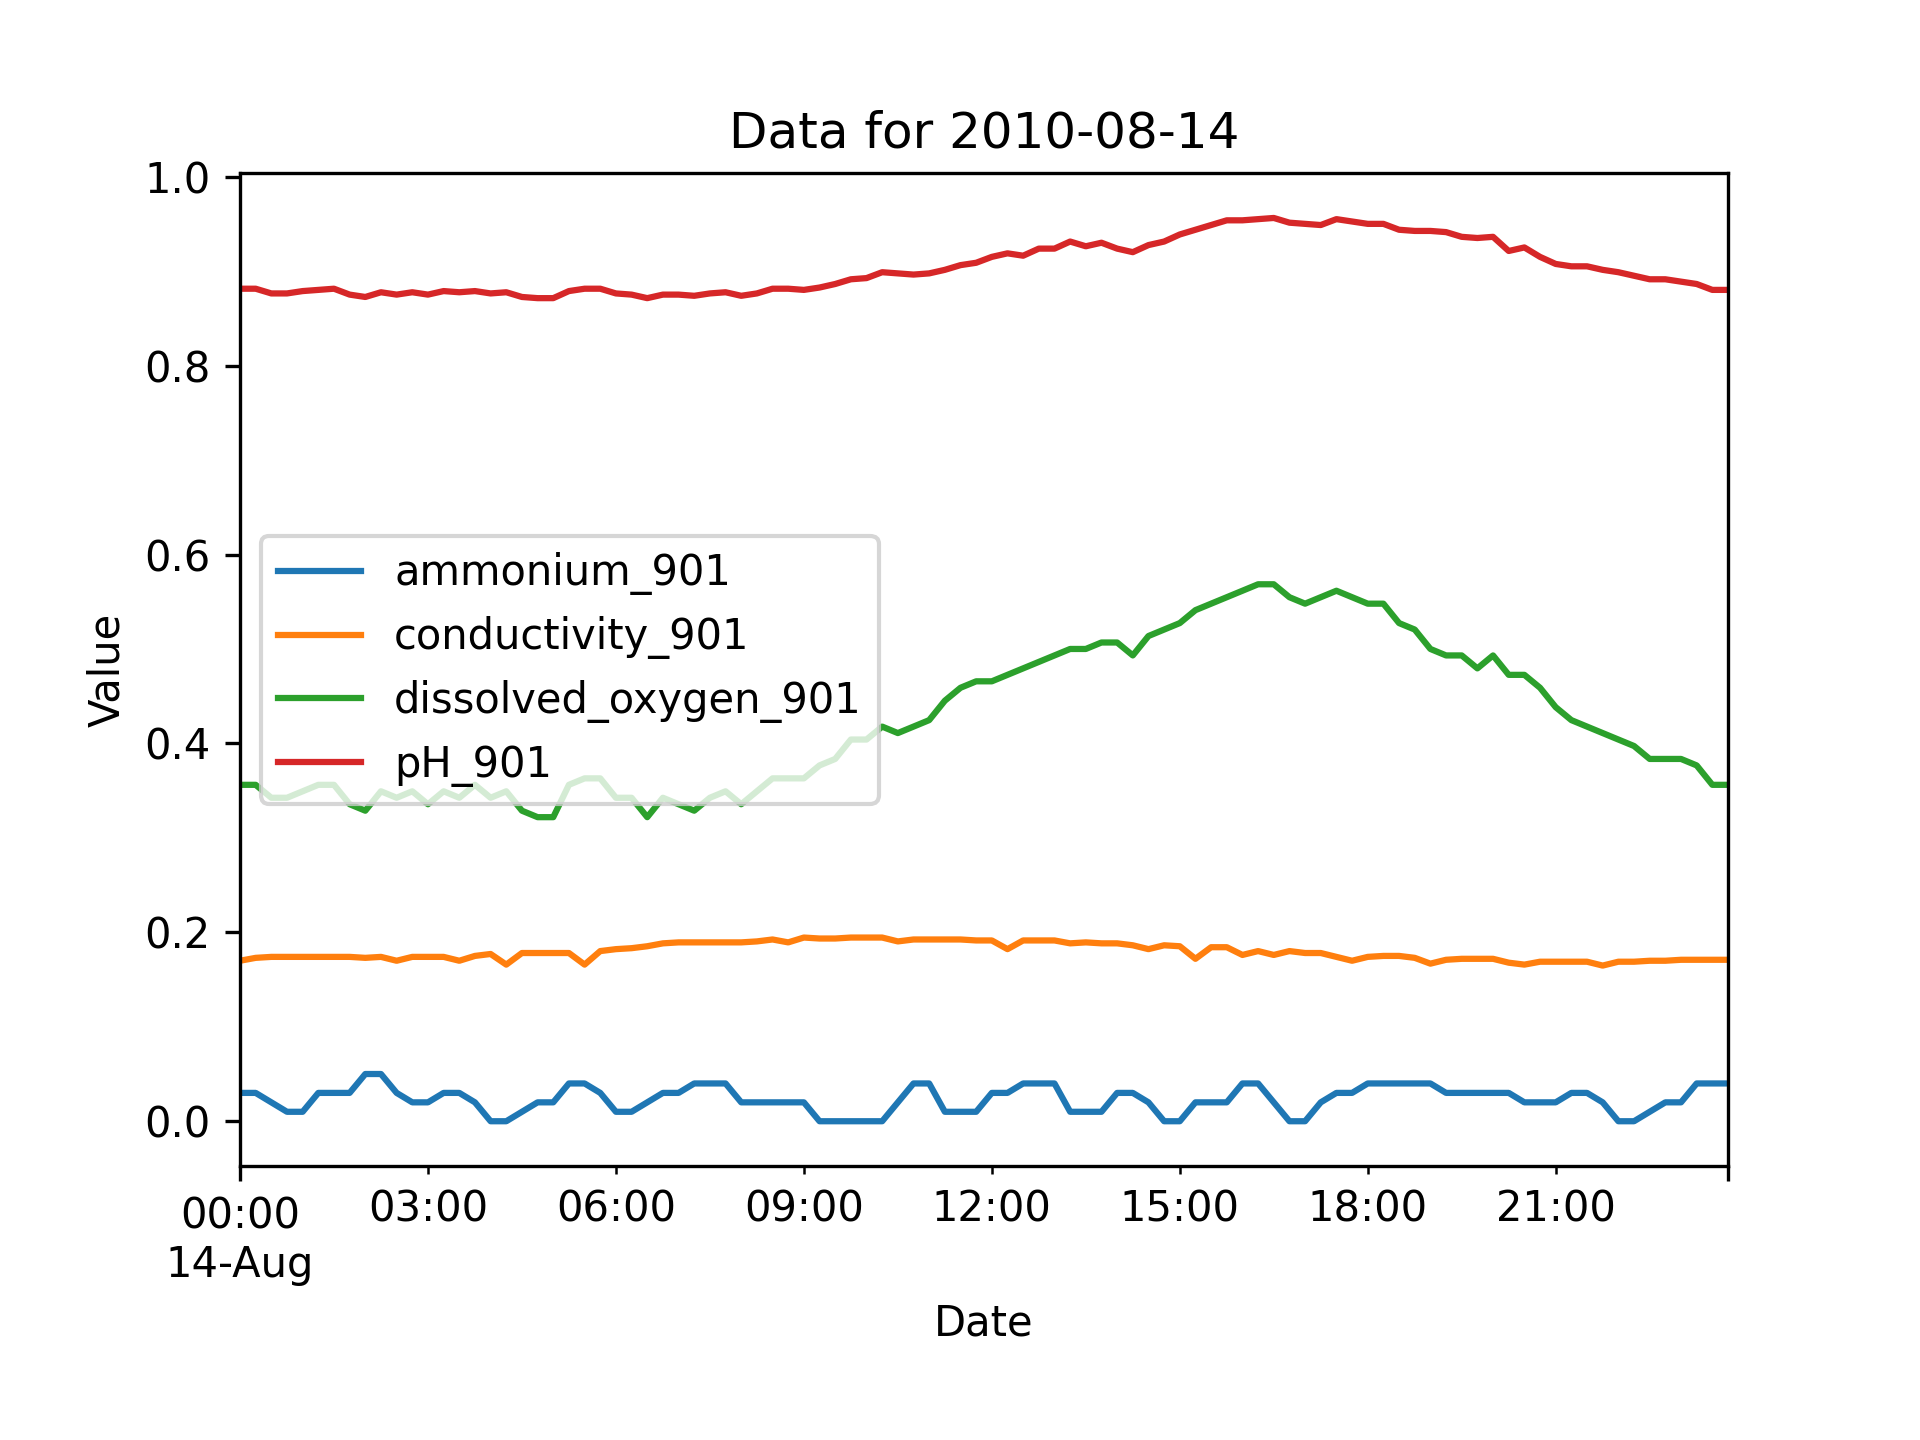 Data for 2010-08-14
1.0
0.8
0.6
0.4
0.2
0.0
Value
ammonium_901
conductivity_901
dissolved_oxygen_901
pH_901
00:00 03:00 06:00 09:00 12:00 15:00 18:00 21:00
14-Aug
Date